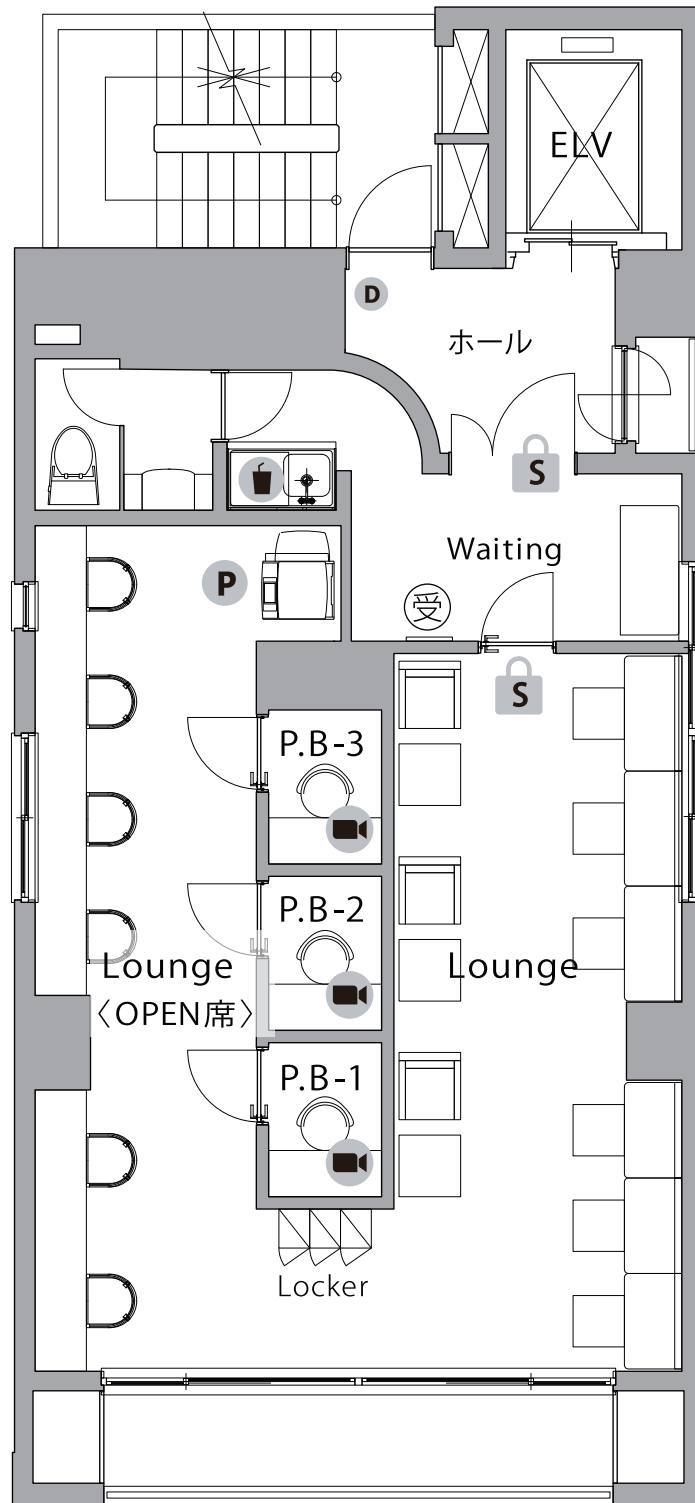 ELV
D
ホール
S
Waiting
P
受
S
P.B-3
P.B-2
Lounge
〈OPEN席〉
Lounge
P.B-1
Locker